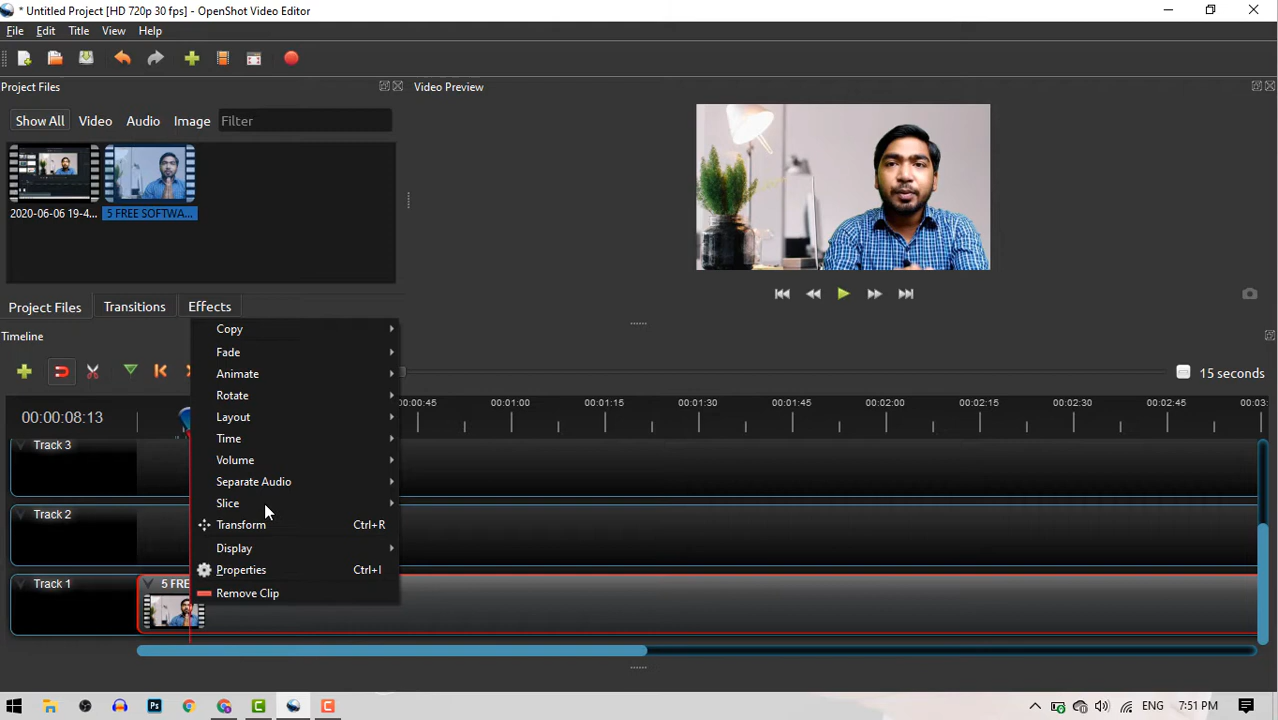 * Untitled Project [HD 720p 30 fps] - OpenShot Video Editor
File Edit Title View Help
Project Files
Video Preview
Show All Video Audio Image Filter
2020-06-06 19-4... 5 FREE SOFTWA...
Project Files Transitions Effects
Timeline
15 seconds
00:00:08:13
00:00:45 00:01:00 00:01:15 00:01:30 00:01:45 00:02:00 00:02:15 00:02:30 00:02:45 00:03:
Copy
Fade
Animate
Rotate
Layout
Time
Volume
Separate Audio
Slice
Transform Ctrl+R
Display
Properties Ctrl+I
Remove Clip
Track 3
Track 2
Track 1
5 FRE
Ps
ENG 7:51 PM